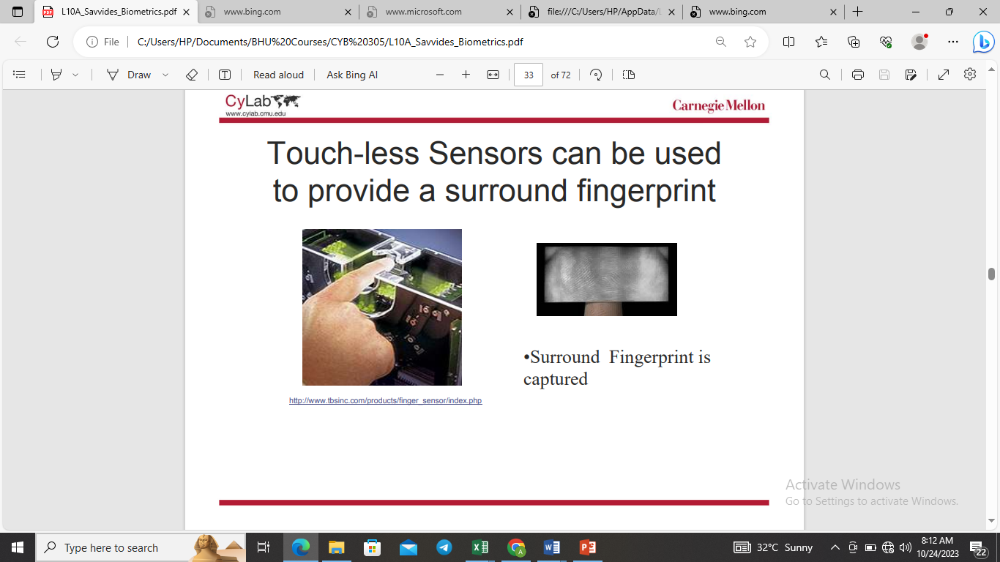 L10A_Savvides_Biometrics.pdf
www.bing.com
www.microsoft.com
file:///C:/Users/HP/AppData/
www.bing.com
File
C:/Users/HP/Documents/BHU%20Courses/CYB%20305/L10A_Savvides_Biometrics.pdf
Draw
Read aloud
Ask Bing AI
33
of 72
CyLab
www.cylab.cmu.edu
Carnegie Mellon
Touch-less Sensors can be used
to provide a surround fingerprint
•Surround Fingerprint is
captured
http://www.tbsinc.com/products/finger_sensor/index.php
Activate Windows
Go to Settings to activate Windows.
Type here to search
32°C Sunny
8:12 AM
10/24/2023
22